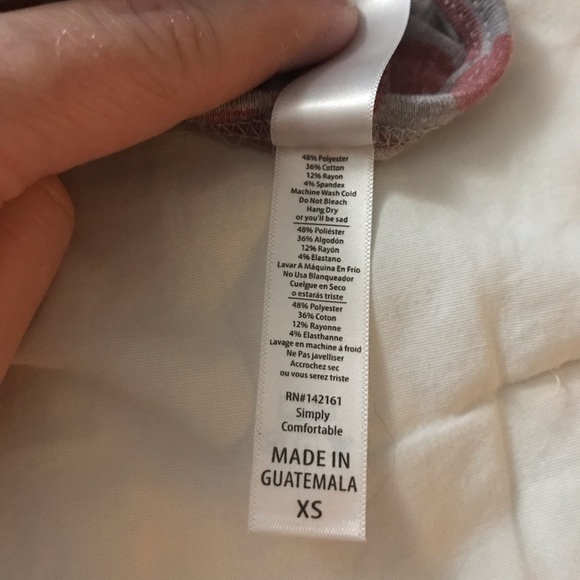 48% Polyester
36% Cotton
12% Rayon
4% Spandex
Machine Wash Cold
Do Not Bleach
Hang Dry
or you'll be sad
48% Poliéster
36% Algodón
12% Rayón
4% Elastano
Lavar A Máquina En Frío
No Usa Blanqueador
Cuelgue en Seco
o estarás triste
48% Polyester
36% Coton
12% Rayonne
4% Elasthanne
Lavage en machine á froid
Ne Pas javelliser
Accrochez sec
ou vous serez triste
RN#142161
Simply
Comfortable
MADE IN
GUATEMALA
XS